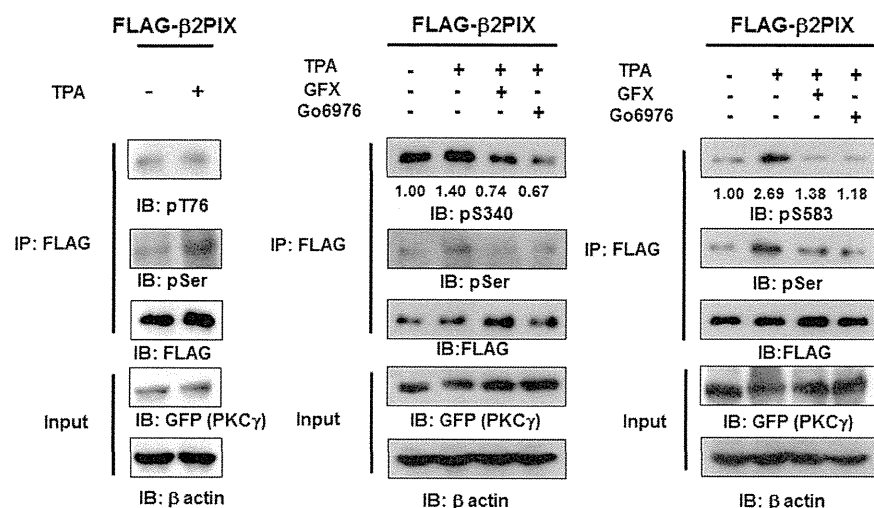 FLAG-β2PIX
TPA - +
IP: FLAG
IB: pT76
IB: pSer
IB: FLAG
Input
IB: GFP (PKCγ)
IB: β actin
FLAG-β2PIX
TPA - + + +
GFX - - + -
Go6976 - - - +
IP: FLAG
1.00 1.40 0.74 0.67
IB: pS340
IB: pSer
IB:FLAG
Input
IB: GFP (PKCγ)
IB: β actin
FLAG-β2PIX
TPA - + + +
GFX - - + -
Go6976 - - - +
IP: FLAG
1.00 2.69 1.38 1.18
IB: pS583
IB: pSer
IB:FLAG
Input
IB: GFP (PKCγ)
IB: β actin